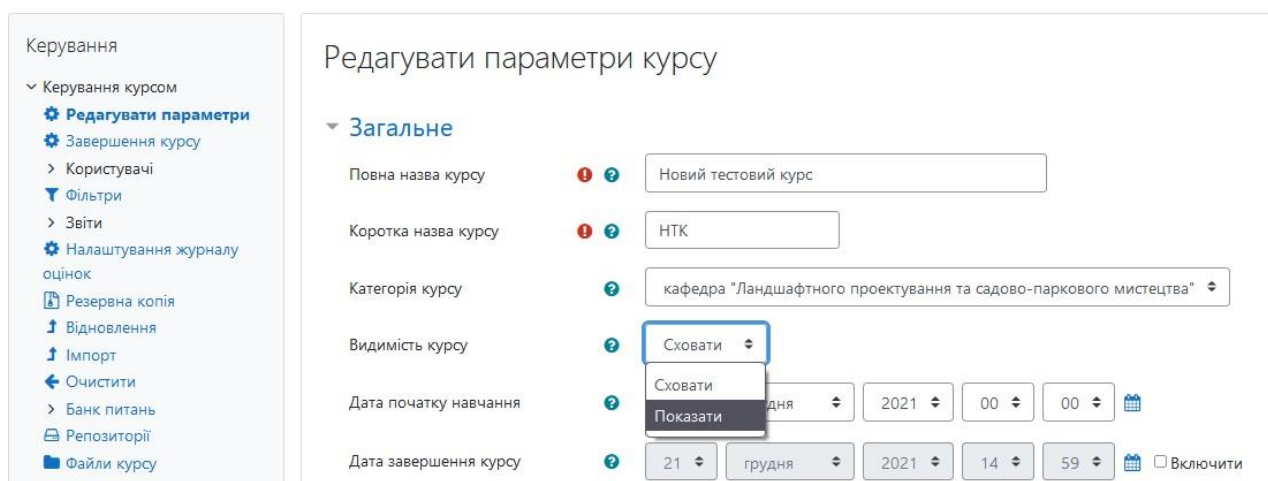 Керування
Керування курсом
Редагувати параметри
Завершення курсу
Користувачі
Фільтри
Звіти
Налаштування журналу
оцінок
Резервна копія
Відновлення
Імпорт
Очистити
Банк питань
Репозиторії
Файли курсу
Редагувати параметри курсу
Загальне
Повна назва курсу Новий тестовий курс
Коротка назва курсу НТК
Категорія курсу кафедра "Ландшафтного проектування та садово-паркового мистецтва"
Видимість курсу Сховати
Сховати
Показати
Дата початку навчання дня 2021 00 00
Дата завершення курсу 21 грудня 2021 14 59 Включити